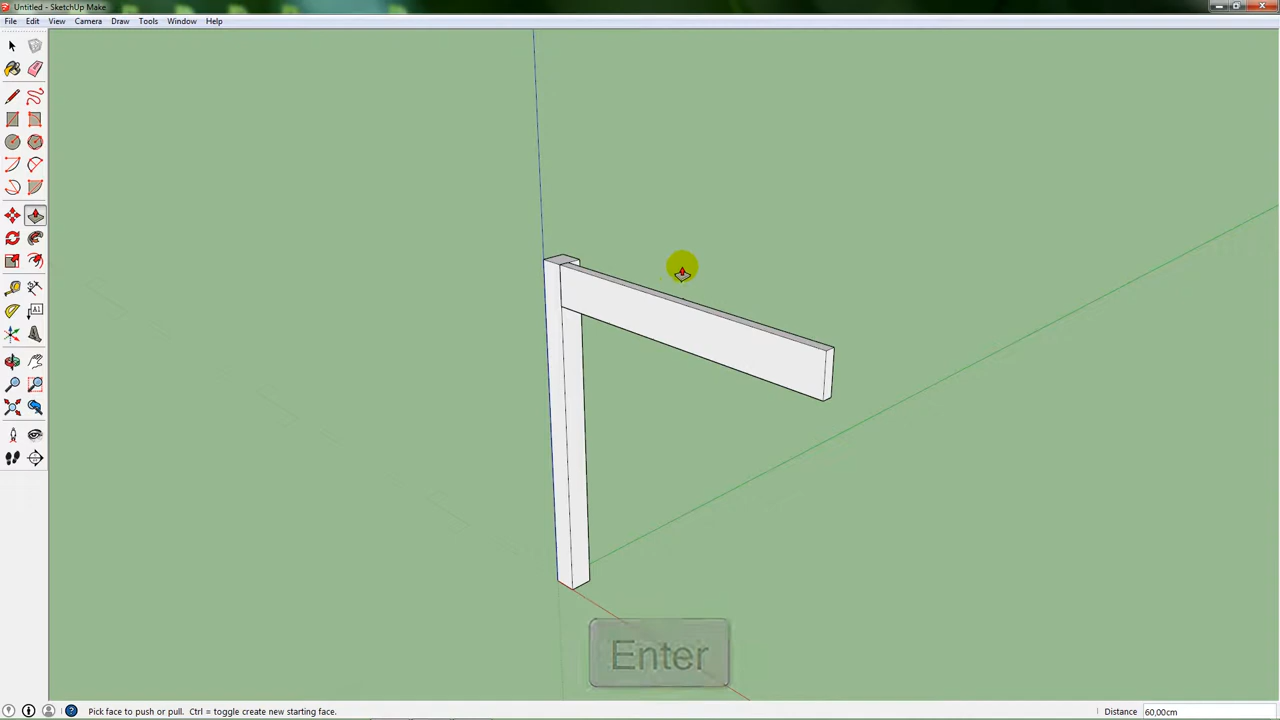 Untitled - SketchUp Make
File Edit View Camera Draw Tools Window Help
A1
Enter
Pick face to push or pull. Ctrl = toggle create new starting face.
Distance 60,00cm